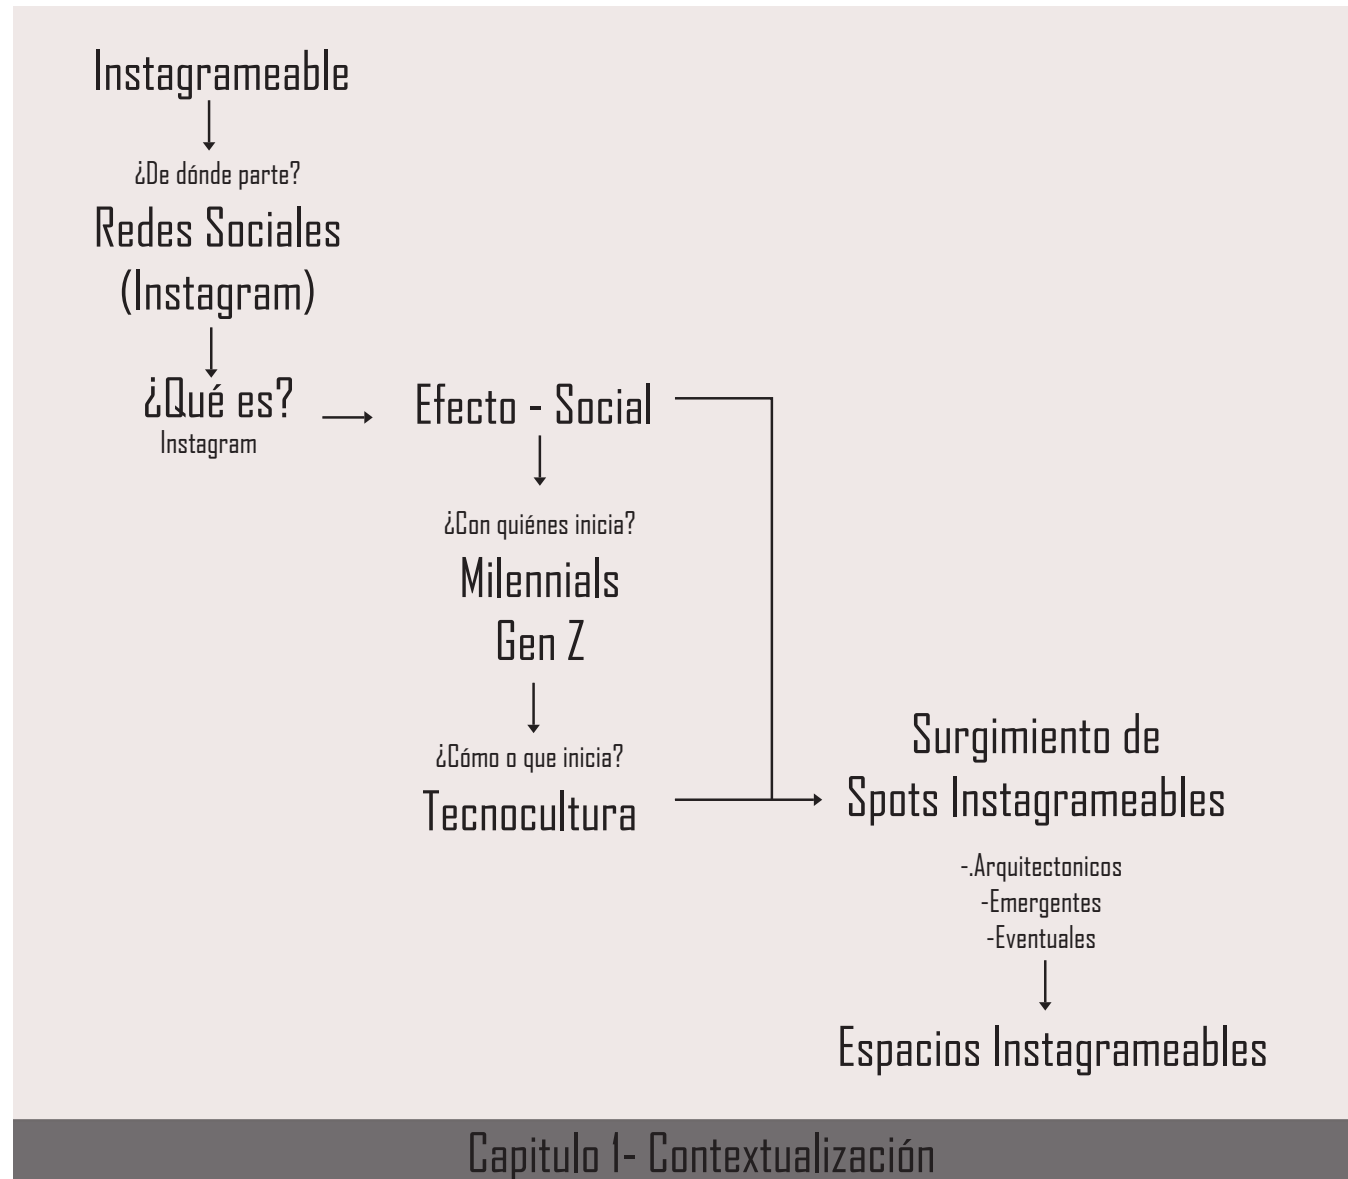 Instagrameable
¿De dónde parte?
Redes Sociales
(Instagram)
¿Qué es?
Instagram
Efecto - Social
¿Con quiénes inicia?
Milennials
Gen Z
¿Cómo o que inicia?
Tecnocultura
Surgimiento de
Spots Instagrameables
-.Arquitectonicos
-Emergentes
-Eventuales
Espacios Instagrameables
Capitulo 1- Contextualización